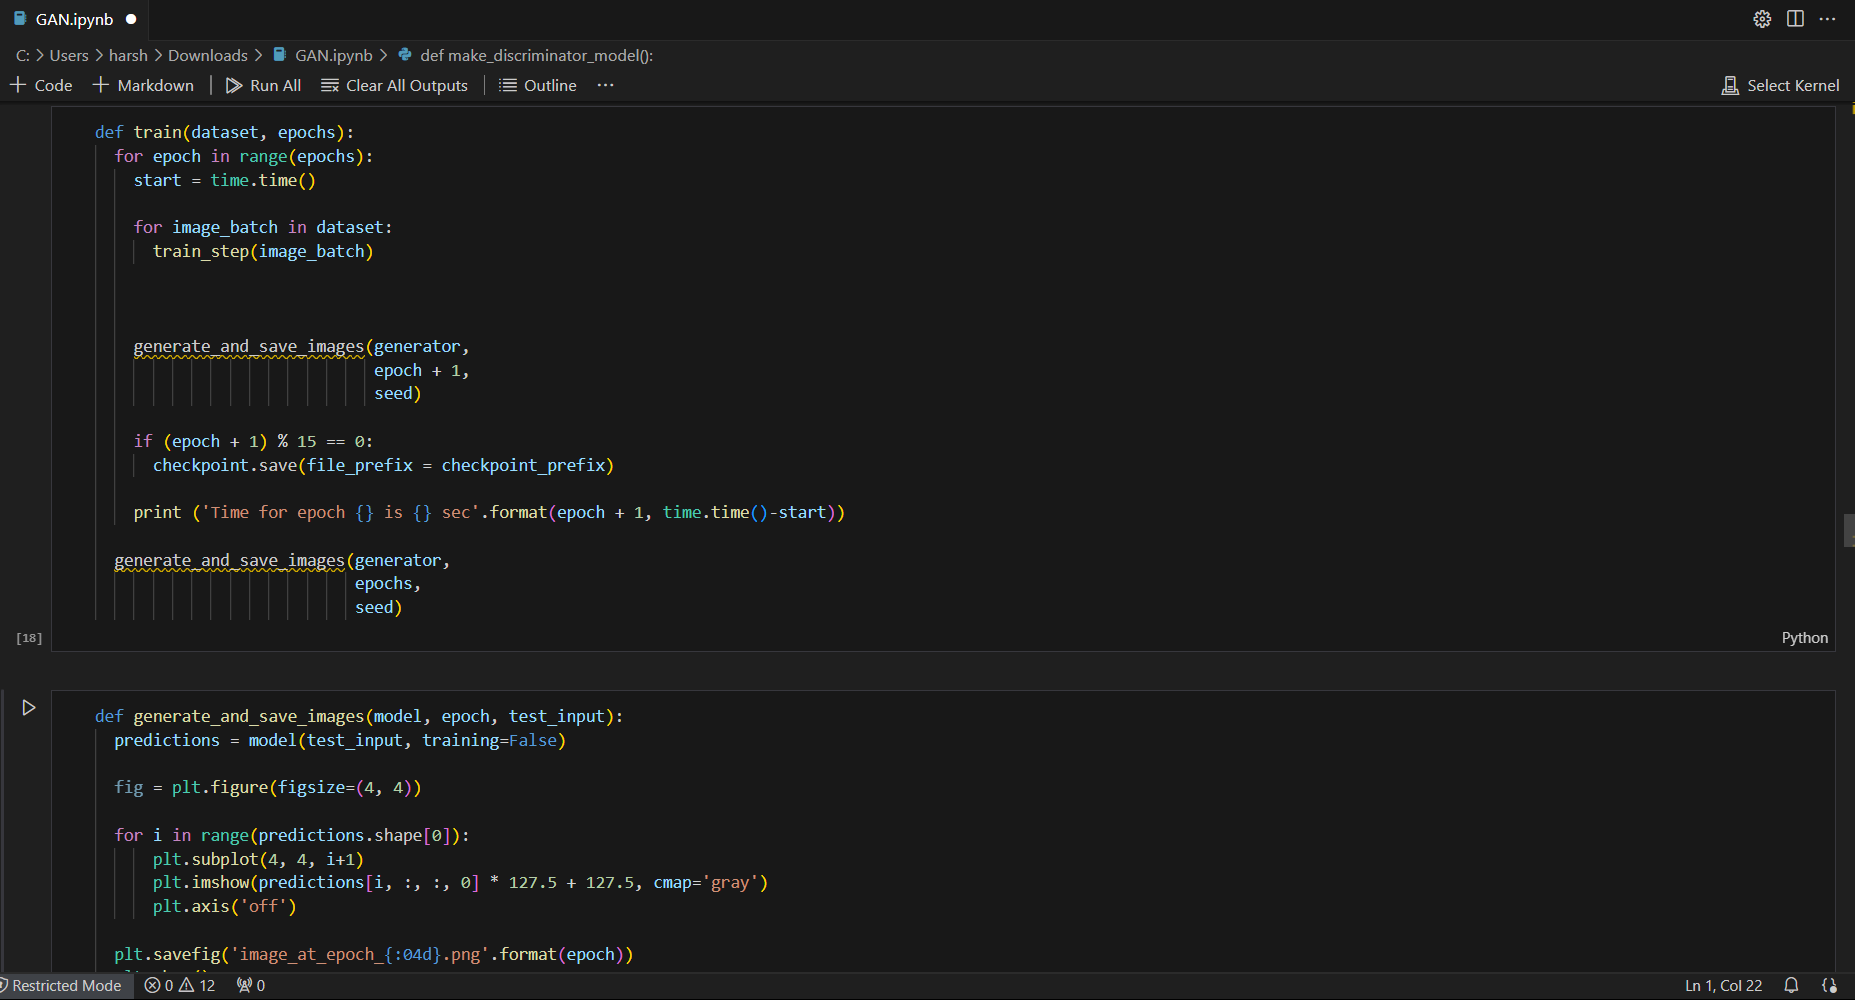 GAN.ipynb
C: > Users > harsh > Downloads > GAN.ipynb > def make_discriminator_model():
+ Code + Markdown | Run All Clear All Outputs | Outline ...
Select Kernel
def train(dataset, epochs):
  for epoch in range(epochs):
    start = time.time()
    for image_batch in dataset:
      train_step(image_batch)
    generate_and_save_images(generator,
                             epoch + 1,
                             seed)
    if (epoch + 1) % 15 == 0:
      checkpoint.save(file_prefix = checkpoint_prefix)
    print ('Time for epoch {} is {} sec'.format(epoch + 1, time.time()-start))
  generate_and_save_images(generator,
                           epochs,
                           seed)
[18]
Python
def generate_and_save_images(model, epoch, test_input):
  predictions = model(test_input, training=False)
  fig = plt.figure(figsize=(4, 4))
  for i in range(predictions.shape[0]):
      plt.subplot(4, 4, i+1)
      plt.imshow(predictions[i, :, :, 0] * 127.5 + 127.5, cmap='gray')
      plt.axis('off')
  plt.savefig('image_at_epoch_{:04d}.png'.format(epoch))
Restricted Mode 0 12 0
Ln 1, Col 22